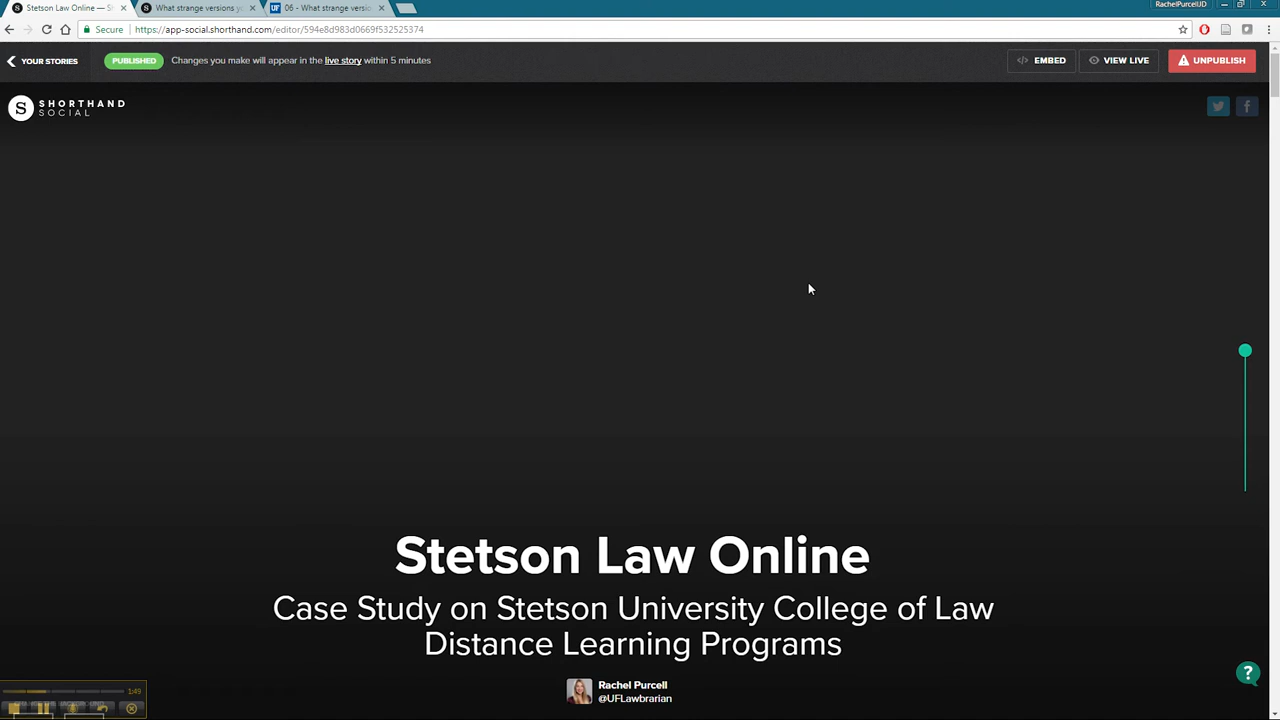 Stetson Law Online — S
What strange versions y
UF 06 - What strange versio
RachelPurcellUD
Secure https://app-social.shorthand.com/editor/594e8d983d0669f532525374
YOUR STORIES
PUBLISHED
Changes you make will appear in the live story within 5 minutes
</> EMBED
VIEW LIVE
UNPUBLISH
S SHORTHAND
SOCIAL
Stetson Law Online
Case Study on Stetson University College of Law
Distance Learning Programs
Rachel Purcell
@UFLawbrarian
?
1:49